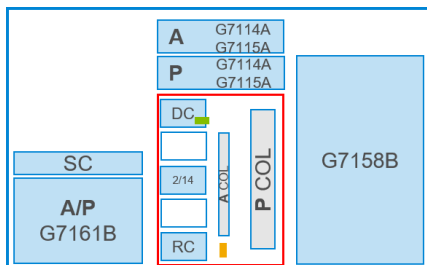 A
G7114A
G7115A
P
G7114A
G7115A
DC
2/14
RC
A COL
P COL
SC
A/P
G7161B
G7158B